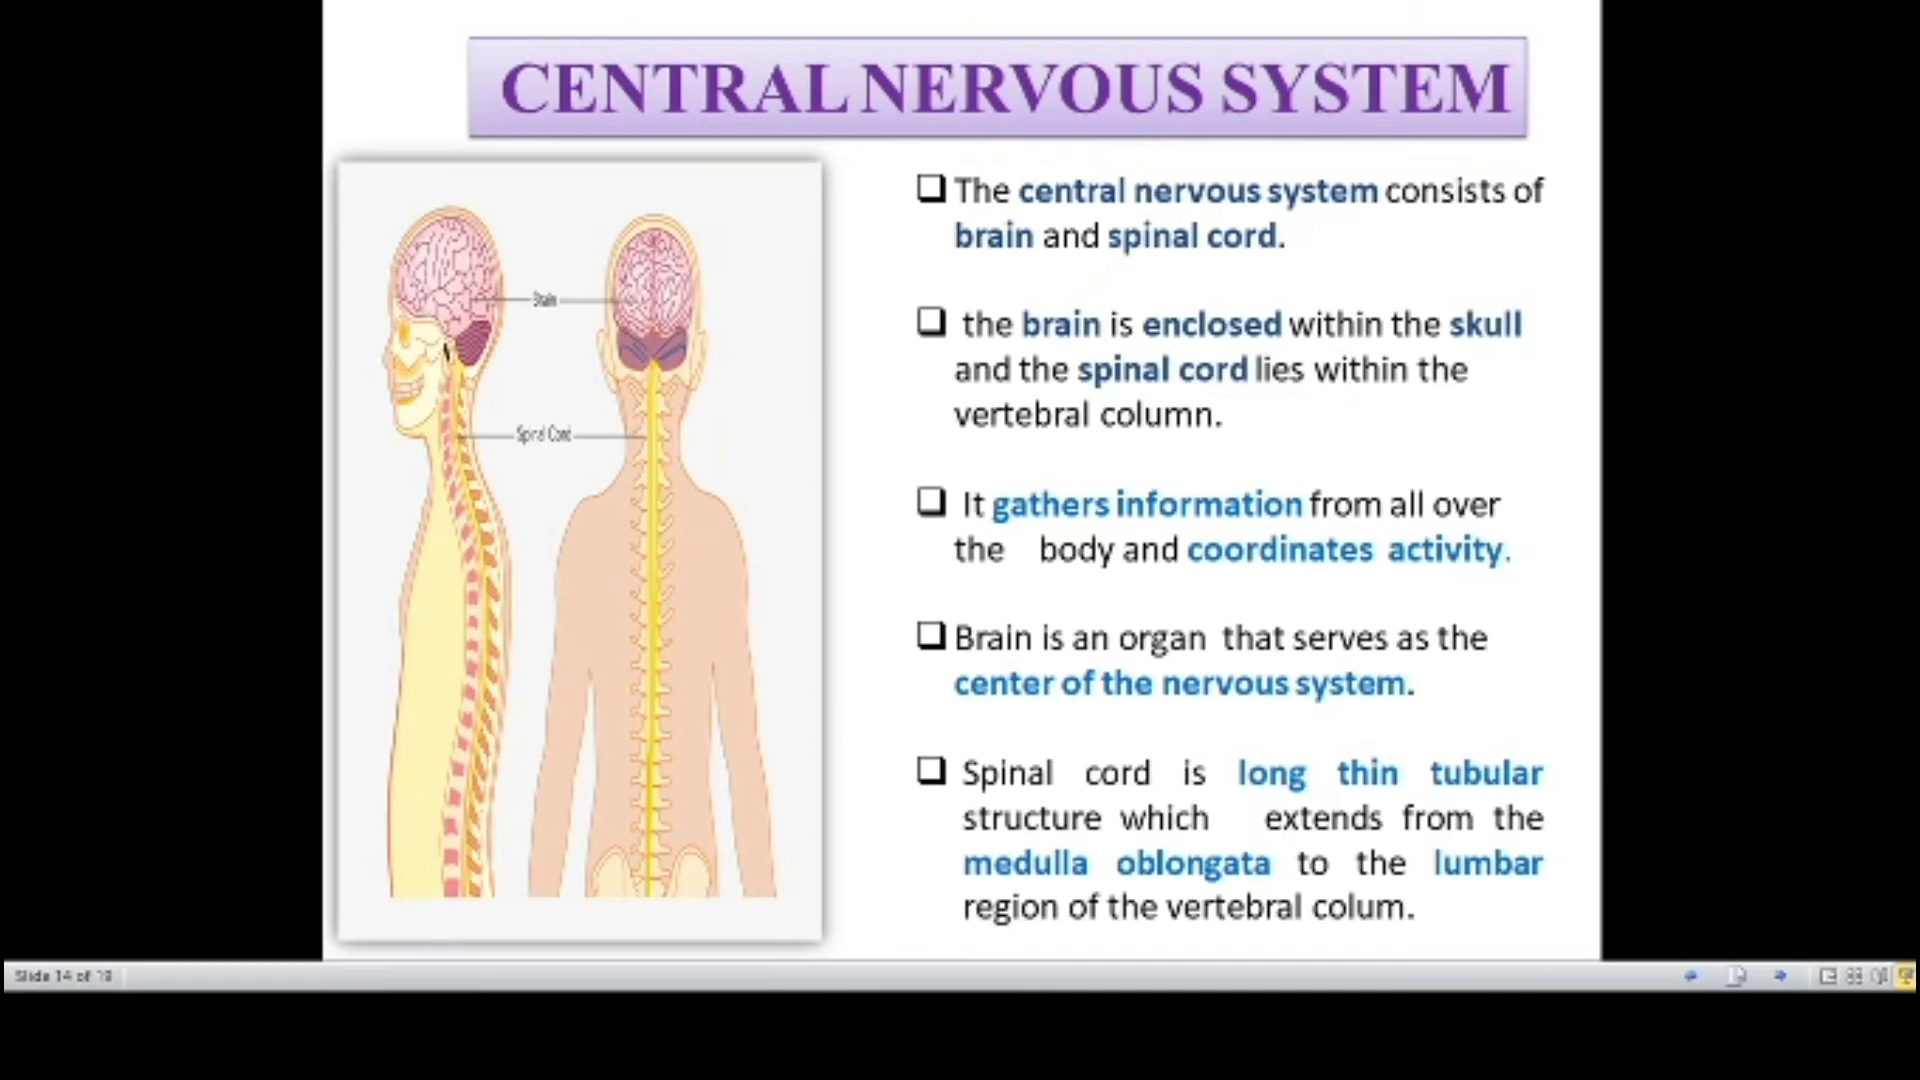 CENTRAL NERVOUS SYSTEM
Brain
Spinal Cord
The central nervous system consists of
brain and spinal cord.
the brain is enclosed within the skull
and the spinal cord lies within the
vertebral column.
It gathers information from all over
the body and coordinates activity.
Brain is an organ that serves as the
center of the nervous system.
Spinal cord is long thin tubular
structure which extends from the
medulla oblongata to the lumbar
region of the vertebral colum.
Slide 14 of 19